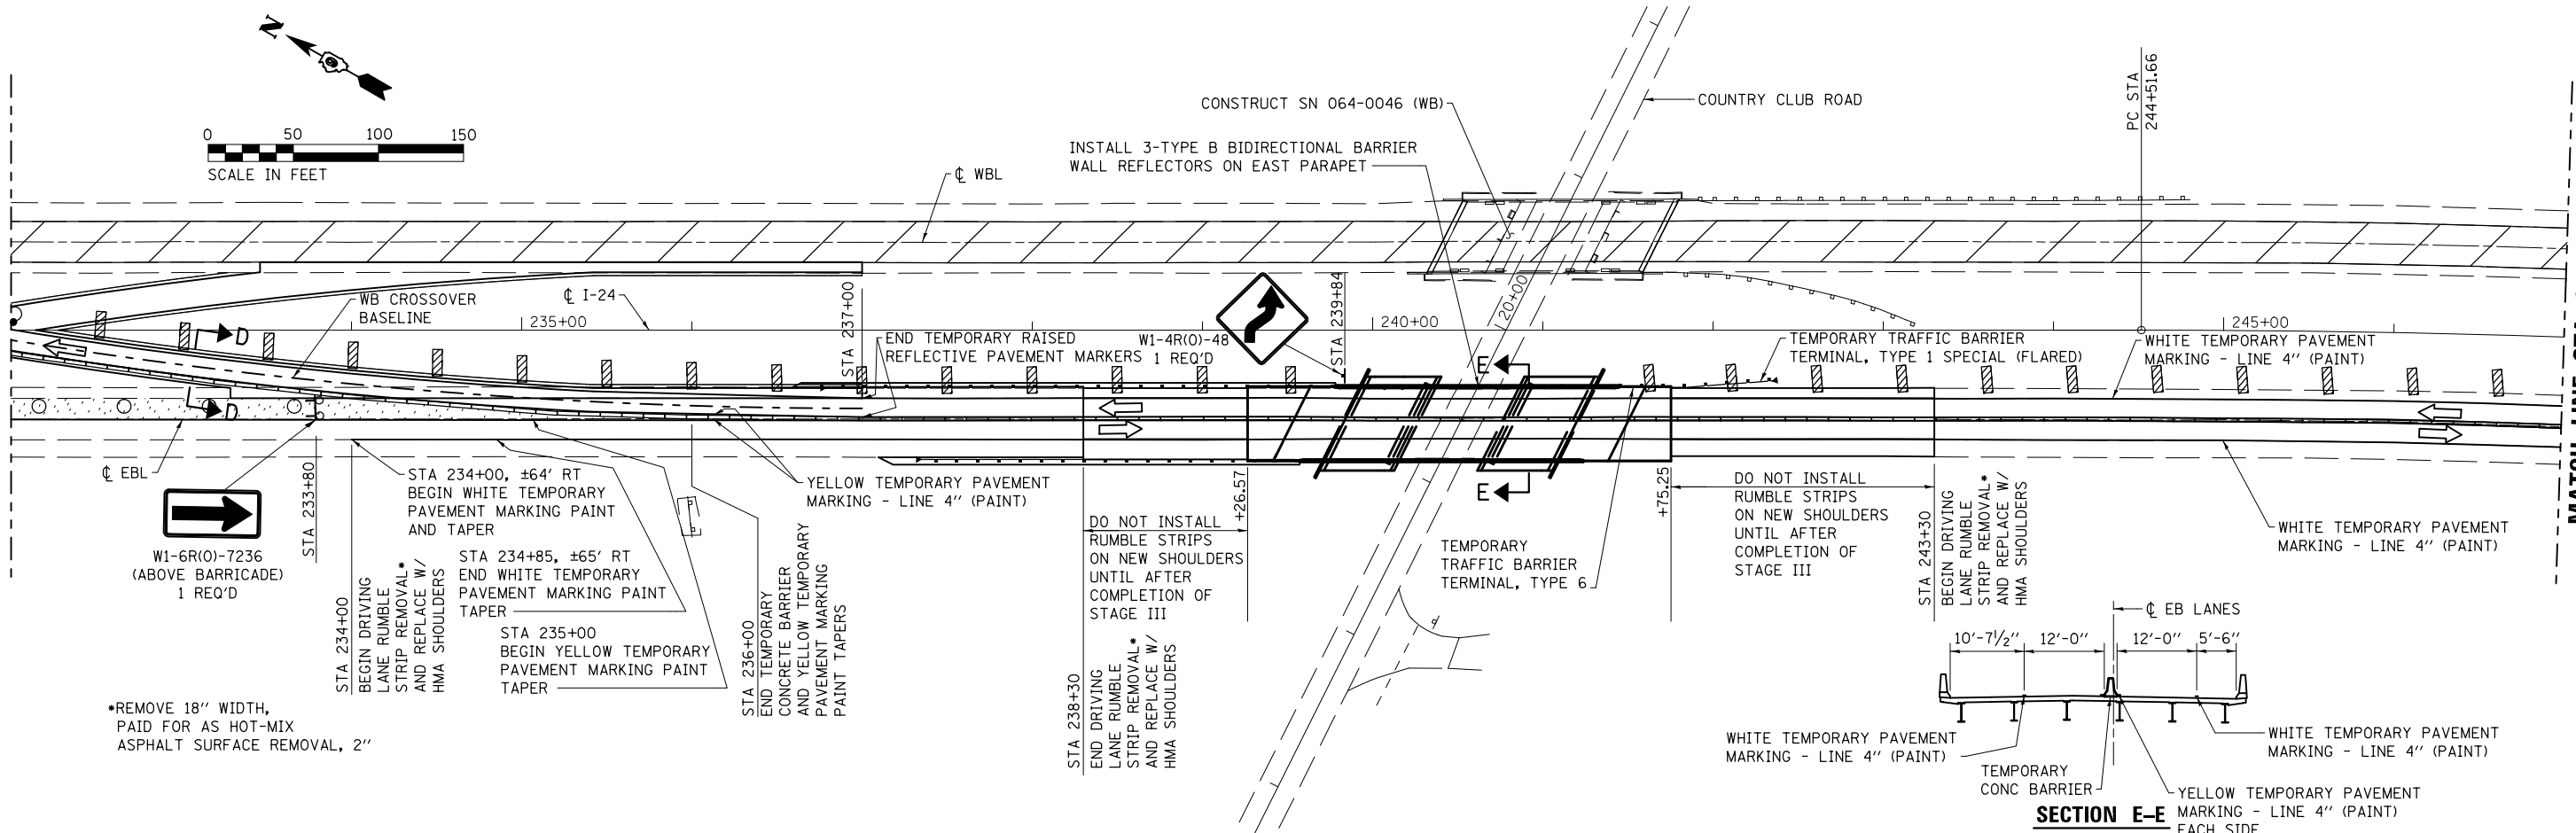 N
0 50 100 150
SCALE IN FEET
CONSTRUCT SN 064-0046 (WB)
COUNTRY CLUB ROAD
INSTALL 3-TYPE B BIDIRECTIONAL BARRIER
WALL REFLECTORS ON EAST PARAPET
PC STA
244+51.66
℄ WBL
WB CROSSOVER
BASELINE
℄ I-24
235+00
STA 237+00
END TEMPORARY RAISED
REFLECTIVE PAVEMENT MARKERS
W1-4R(O)-48
1 REQ'D
STA 239+84
240+00
20+00
TEMPORARY TRAFFIC BARRIER
TERMINAL, TYPE 1 SPECIAL (FLARED)
245+00
WHITE TEMPORARY PAVEMENT
MARKING - LINE 4" (PAINT)
D
D
E
E
℄ EBL
W1-6R(O)-7236
(ABOVE BARRICADE)
1 REQ'D
STA 233+80
STA 234+00, ±64' RT
BEGIN WHITE TEMPORARY
PAVEMENT MARKING PAINT
AND TAPER
STA 234+00
BEGIN DRIVING
LANE RUMBLE
STRIP REMOVAL*
AND REPLACE W/
HMA SHOULDERS
STA 234+85, ±65' RT
END WHITE TEMPORARY
PAVEMENT MARKING PAINT
TAPER
STA 235+00
BEGIN YELLOW TEMPORARY
PAVEMENT MARKING PAINT
TAPER
STA 236+00
END TEMPORARY
CONCRETE BARRIER
AND YELLOW TEMPORARY
PAVEMENT MARKING
PAINT TAPERS
YELLOW TEMPORARY PAVEMENT
MARKING - LINE 4" (PAINT)
DO NOT INSTALL
RUMBLE STRIPS
ON NEW SHOULDERS
UNTIL AFTER
COMPLETION OF
STAGE III
+26.57
STA 238+30
END DRIVING
LANE RUMBLE
STRIP REMOVAL*
AND REPLACE W/
HMA SHOULDERS
TEMPORARY
TRAFFIC BARRIER
TERMINAL, TYPE 6
+75.25
DO NOT INSTALL
RUMBLE STRIPS
ON NEW SHOULDERS
UNTIL AFTER
COMPLETION OF
STAGE III
STA 243+30
BEGIN DRIVING
LANE RUMBLE
STRIP REMOVAL*
AND REPLACE W/
HMA SHOULDERS
WHITE TEMPORARY PAVEMENT
MARKING - LINE 4" (PAINT)
*REMOVE 18" WIDTH,
PAID FOR AS HOT-MIX
ASPHALT SURFACE REMOVAL, 2"
℄ EB LANES
10'-7½" 12'-0" 12'-0" 5'-6"
WHITE TEMPORARY PAVEMENT
MARKING - LINE 4" (PAINT)
TEMPORARY
CONC BARRIER
WHITE TEMPORARY PAVEMENT
MARKING - LINE 4" (PAINT)
YELLOW TEMPORARY PAVEMENT
MARKING - LINE 4" (PAINT)
EACH SIDE
SECTION E-E